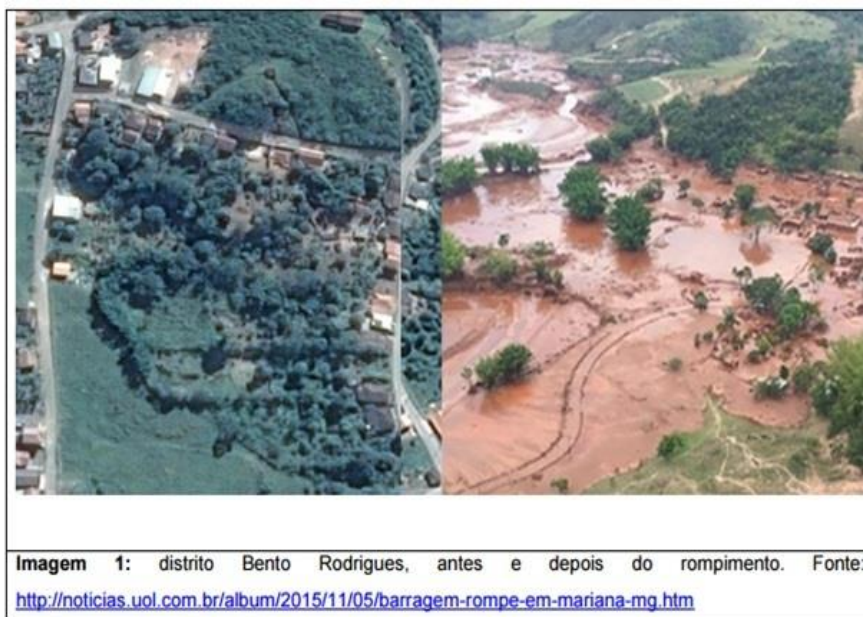 Imagem 1: distrito Bento Rodrigues, antes e depois do rompimento. Fonte:
http://noticias.uol.com.br/album/2015/11/05/barragem-rompe-em-mariana-mg.htm